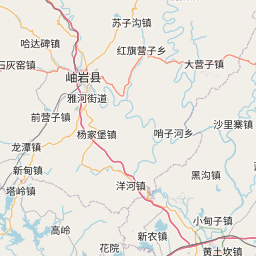 苏子沟镇
哈达碑镇
红旗营子乡
石灰窑镇
大营子镇
岫岩县
雅河街道
前营子镇
沙里寨镇
杨家堡镇
哨子河乡
龙潭镇
新甸镇
黑沟镇
塔岭镇
洋河镇
小甸子镇
高岭
新农镇
花院
黄土坎镇